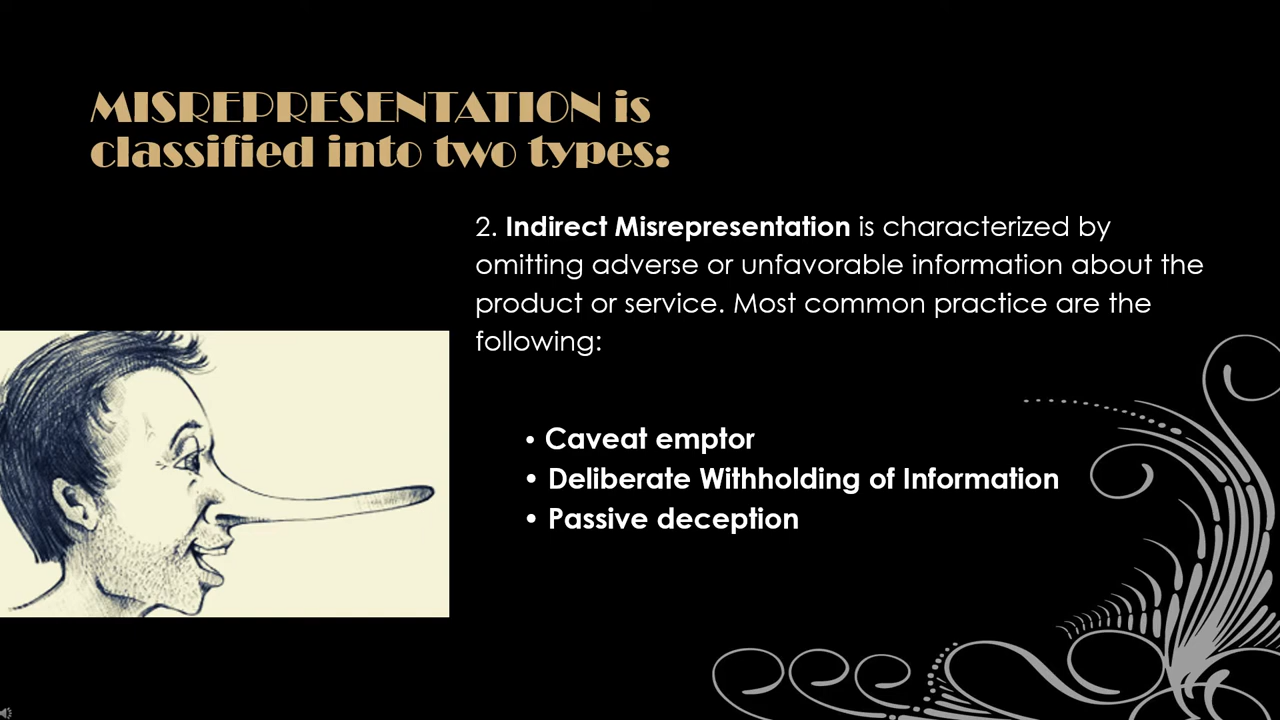 MISREPRESENTATION is
classified into two types:
2. Indirect Misrepresentation is characterized by
omitting adverse or unfavorable information about the
product or service. Most common practice are the
following:
• Caveat emptor
• Deliberate Withholding of Information
• Passive deception